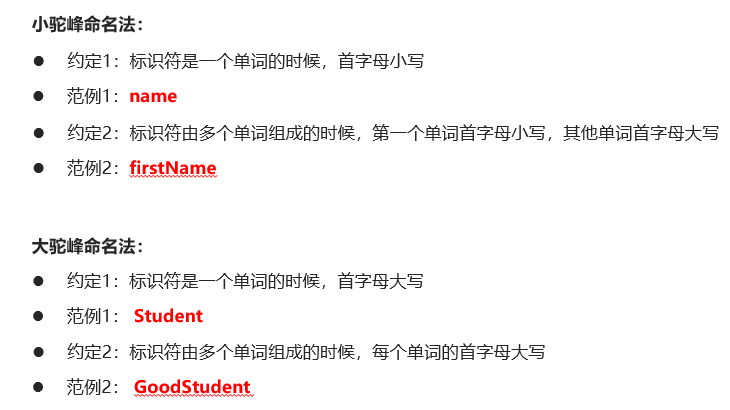 小驼峰命名法：
● 约定1：标识符是一个单词的时候，首字母小写
● 范例1：name
● 约定2：标识符由多个单词组成的时候，第一个单词首字母小写，其他单词首字母大写
● 范例2：firstName
大驼峰命名法：
● 约定1：标识符是一个单词的时候，首字母大写
● 范例1： Student
● 约定2：标识符由多个单词组成的时候，每个单词的首字母大写
● 范例2： GoodStudent